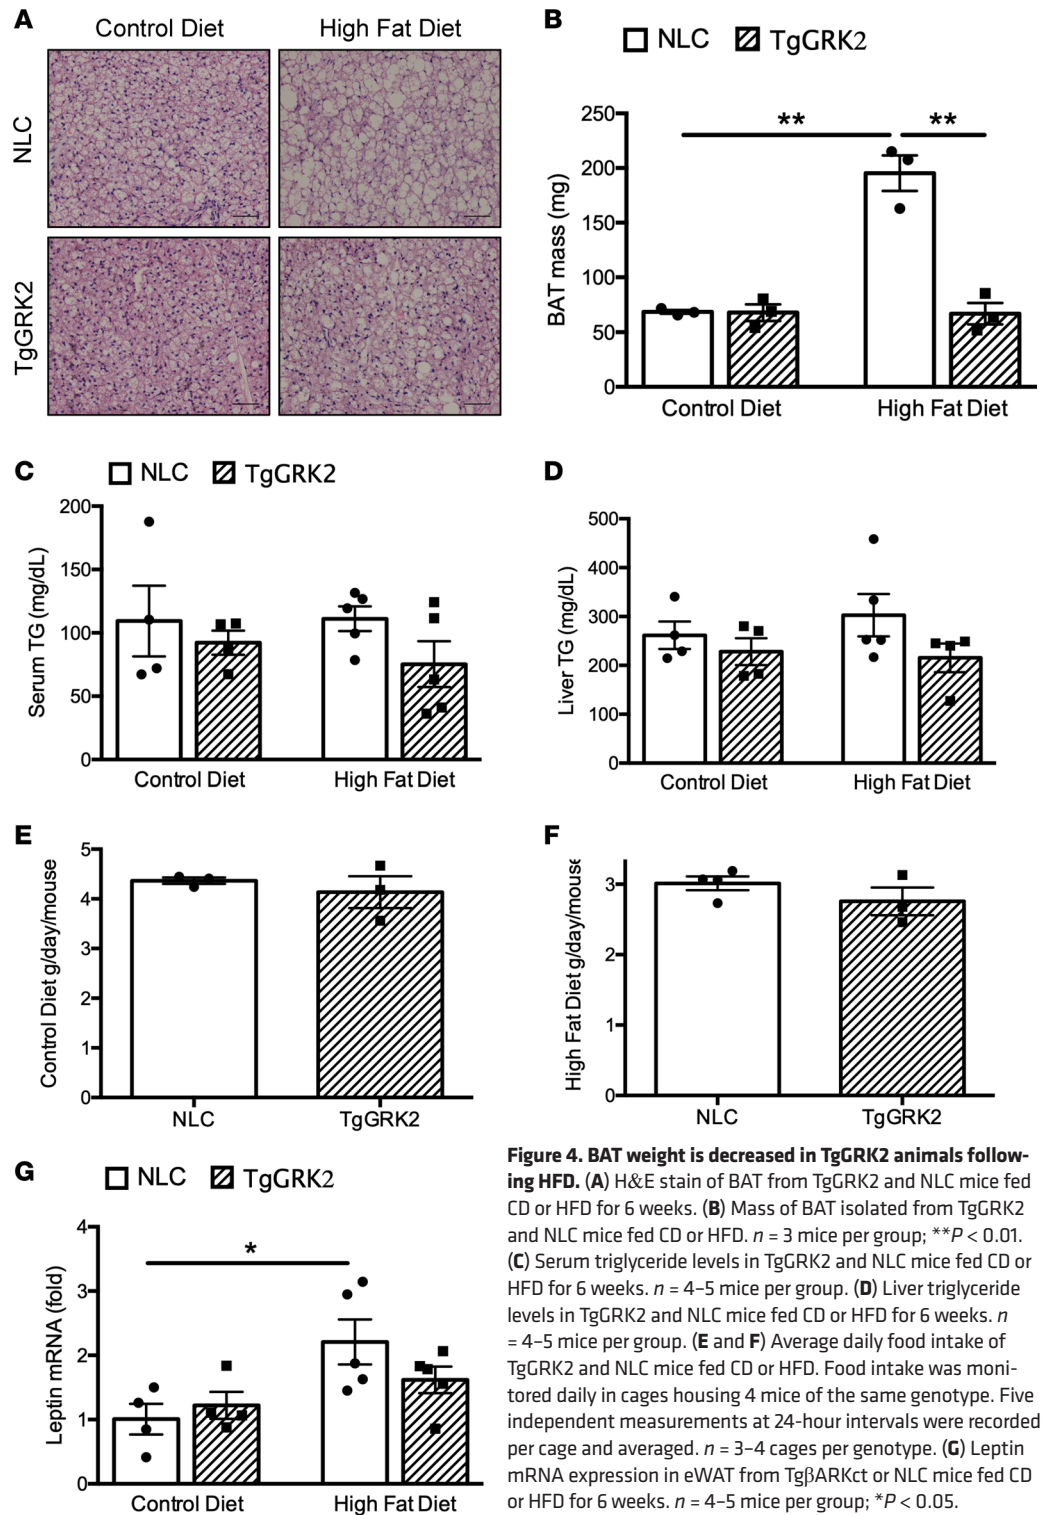 A
Control Diet
High Fat Diet
NLC
TgGRK2
B
NLC
TgGRK2
BAT mass (mg)
250
200
150
100
50
0
**
**
Control Diet
High Fat Diet
C
NLC
TgGRK2
Serum TG (mg/dL)
200
150
100
50
0
Control Diet
High Fat Diet
D
Liver TG (mg/dL)
500
400
300
200
100
0
Control Diet
High Fat Diet
E
Control Diet g/day/mouse
5
4
3
2
1
0
NLC
TgGRK2
F
High Fat Diet g/day/mouse
3
2
1
0
NLC
TgGRK2
G
NLC
TgGRK2
Leptin mRNA (fold)
4
3
2
1
0
*
Control Diet
High Fat Diet
Figure 4. BAT weight is decreased in TgGRK2 animals follow-
ing HFD. (A) H&E stain of BAT from TgGRK2 and NLC mice fed
CD or HFD for 6 weeks. (B) Mass of BAT isolated from TgGRK2
and NLC mice fed CD or HFD. n = 3 mice per group; **P < 0.01.
(C) Serum triglyceride levels in TgGRK2 and NLC mice fed CD or
HFD for 6 weeks. n = 4–5 mice per group. (D) Liver triglyceride
levels in TgGRK2 and NLC mice fed CD or HFD for 6 weeks. n
= 4–5 mice per group. (E and F) Average daily food intake of
TgGRK2 and NLC mice fed CD or HFD. Food intake was moni-
tored daily in cages housing 4 mice of the same genotype. Five
independent measurements at 24-hour intervals were recorded
per cage and averaged. n = 3–4 cages per genotype. (G) Leptin
mRNA expression in eWAT from TgβARKct or NLC mice fed CD
or HFD for 6 weeks. n = 4–5 mice per group; *P < 0.05.